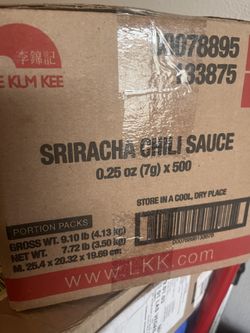 李錦記
E KUM KEE
133875
SRIRACHA CHILI SAUCE
0.25 oz (7g) x 500
STORE IN A COOL, DRY PLACE
PORTION PACKS
GROSS WT. 9.10 lb (4.13 kg)
NET WT. 7.72 lb (3.50 kg)
M. 25.4 x 20.32 x 19.69 cm
www.LKK.com